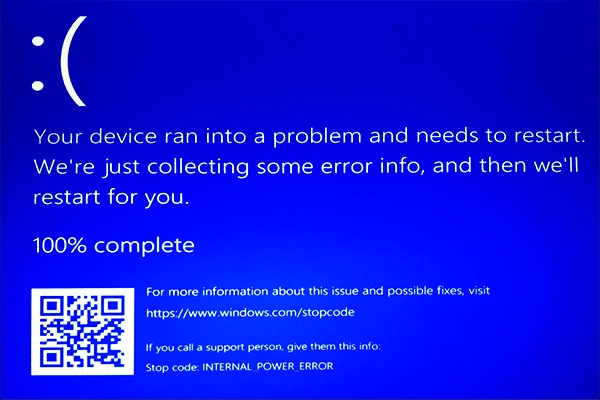 :(
Your device ran into a problem and needs to restart.
We're just collecting some error info, and then we'll
restart for you.
100% complete
For more information about this issue and possible fixes, visit
https://www.windows.com/stopcode
If you call a support person, give them this info:
Stop code: INTERNAL_POWER_ERROR